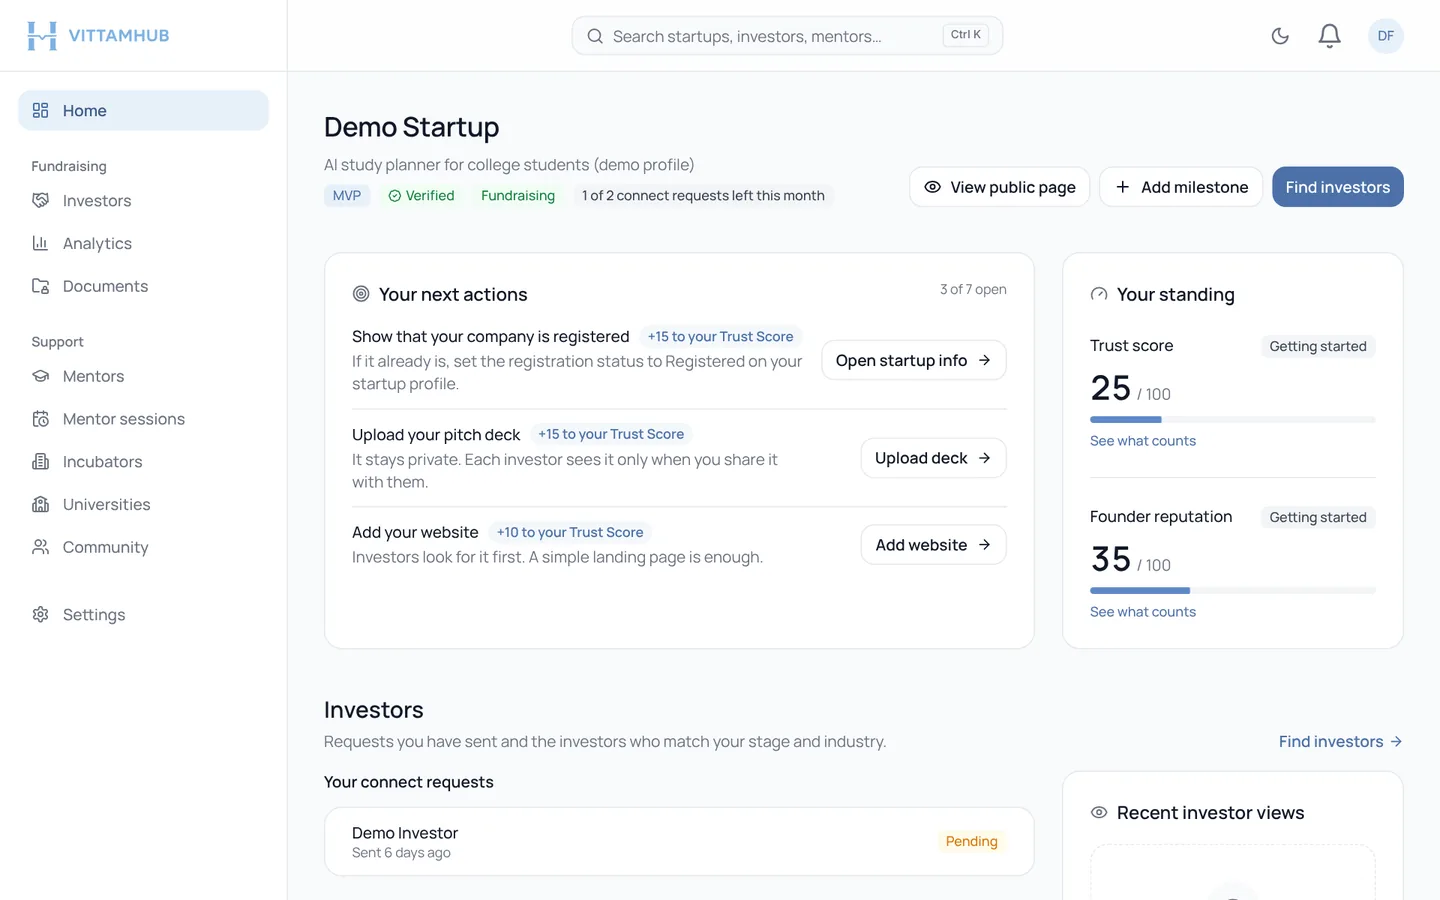 VITTAMHUB
Search startups, investors, mentors...
Ctrl K
DF
Home
Fundraising
Investors
Analytics
Documents
Support
Mentors
Mentor sessions
Incubators
Universities
Community
Settings
Demo Startup
AI study planner for college students (demo profile)
MVP
Verified
Fundraising
1 of 2 connect requests left this month
View public page
Add milestone
Find investors
Your next actions
3 of 7 open
Show that your company is registered
+15 to your Trust Score
If it already is, set the registration status to Registered on your
startup profile.
Open startup info
Upload your pitch deck
+15 to your Trust Score
It stays private. Each investor sees it only when you share it
with them.
Upload deck
Add your website
+10 to your Trust Score
Investors look for it first. A simple landing page is enough.
Add website
Your standing
Trust score
Getting started
25 / 100
See what counts
Founder reputation
Getting started
35 / 100
See what counts
Investors
Requests you have sent and the investors who match your stage and industry.
Find investors
Your connect requests
Demo Investor
Sent 6 days ago
Pending
Recent investor views